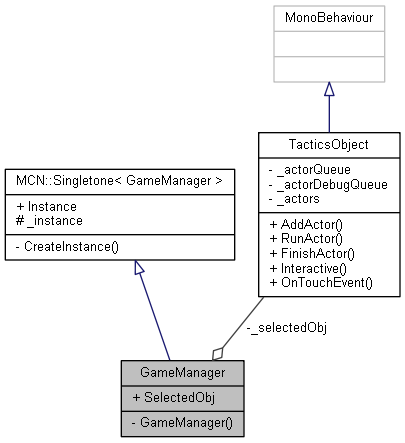 MonoBehaviour
TacticsObject
- _actorQueue
- _actorDebugQueue
- _actors
+ AddActor()
+ RunActor()
+ FinishActor()
+ Interactive()
+ OnTouchEvent()
MCN::Singletone< GameManager >
+ Instance
# _instance
- CreateInstance()
-_selectedObj
GameManager
+ SelectedObj
- GameManager()